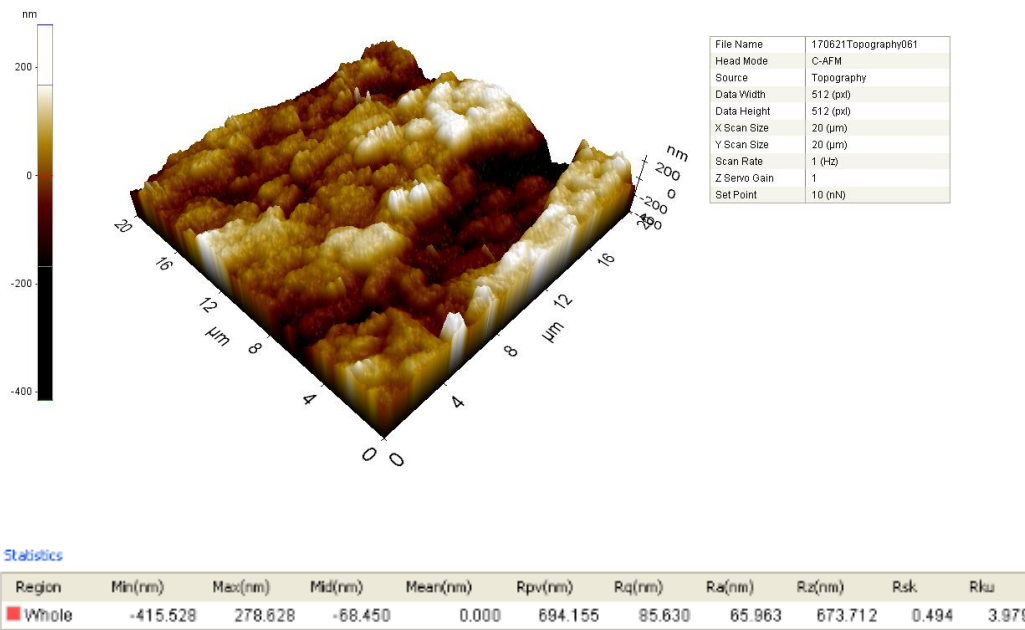 nm
200
0
-200
-400
File Name 170621Topography061
Head Mode C-AFM
Source Topography
Data Width 512 (pxl)
Data Height 512 (pxl)
X Scan Size 20 (µm)
Y Scan Size 20 (µm)
Scan Rate 1 (Hz)
Z Servo Gain 1
Set Point 10 (nN)
nm
200
0
-200
-400
20
16
12
µm
8
4
0
0
4
8
µm
12
16
20
Statistics
Region Min(nm) Max(nm) Mid(nm) Mean(nm) Rpv(nm) Rq(nm) Ra(nm) Rz(nm) Rsk Rku
Whole -415.528 278.628 -68.450 0.000 694.155 85.630 65.963 673.712 0.494 3.979